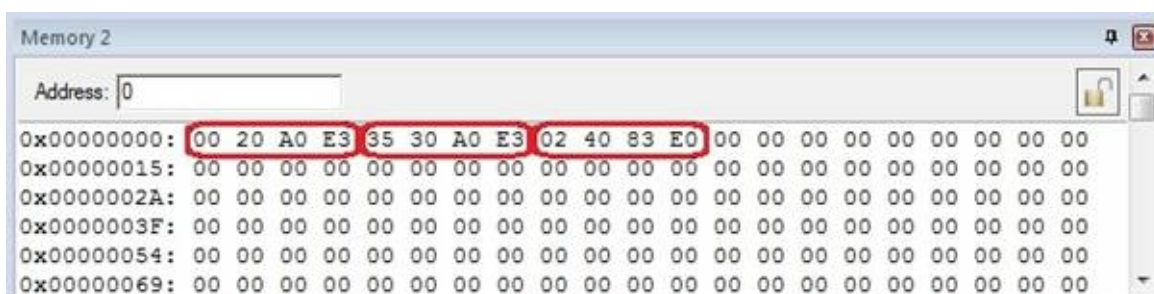 Memory 2
Address: 0
0x00000000: 00 20 A0 E3 35 30 A0 E3 02 40 83 E0 00 00 00 00 00 00 00 00 00
0x00000015: 00 00 00 00 00 00 00 00 00 00 00 00 00 00 00 00 00 00 00 00 00
0x0000002A: 00 00 00 00 00 00 00 00 00 00 00 00 00 00 00 00 00 00 00 00 00
0x0000003F: 00 00 00 00 00 00 00 00 00 00 00 00 00 00 00 00 00 00 00 00 00
0x00000054: 00 00 00 00 00 00 00 00 00 00 00 00 00 00 00 00 00 00 00 00 00
0x00000069: 00 00 00 00 00 00 00 00 00 00 00 00 00 00 00 00 00 00 00 00 00